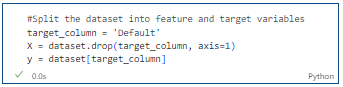 #Split the dataset into feature and target variables
target_column = 'Default'
X = dataset.drop(target_column, axis=1)
y = dataset[target_column]
✓ 0.0s Python